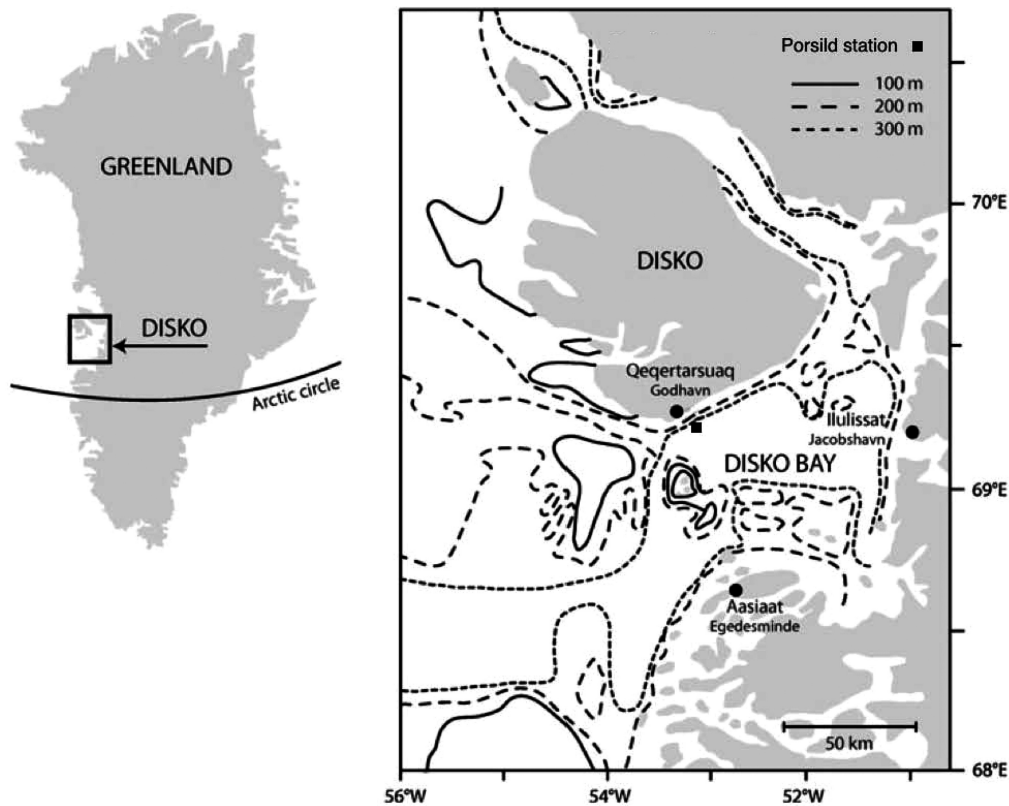 GREENLAND
DISKO
Arctic circle
Porsild station
100 m
200 m
300 m
70°E
DISKO
Qeqertarsuaq
Godhavn
Ilulissat
Jacobshavn
DISKO BAY
69°E
Aasiaat
Egedesminde
50 km
68°E
56°W
54°W
52°W